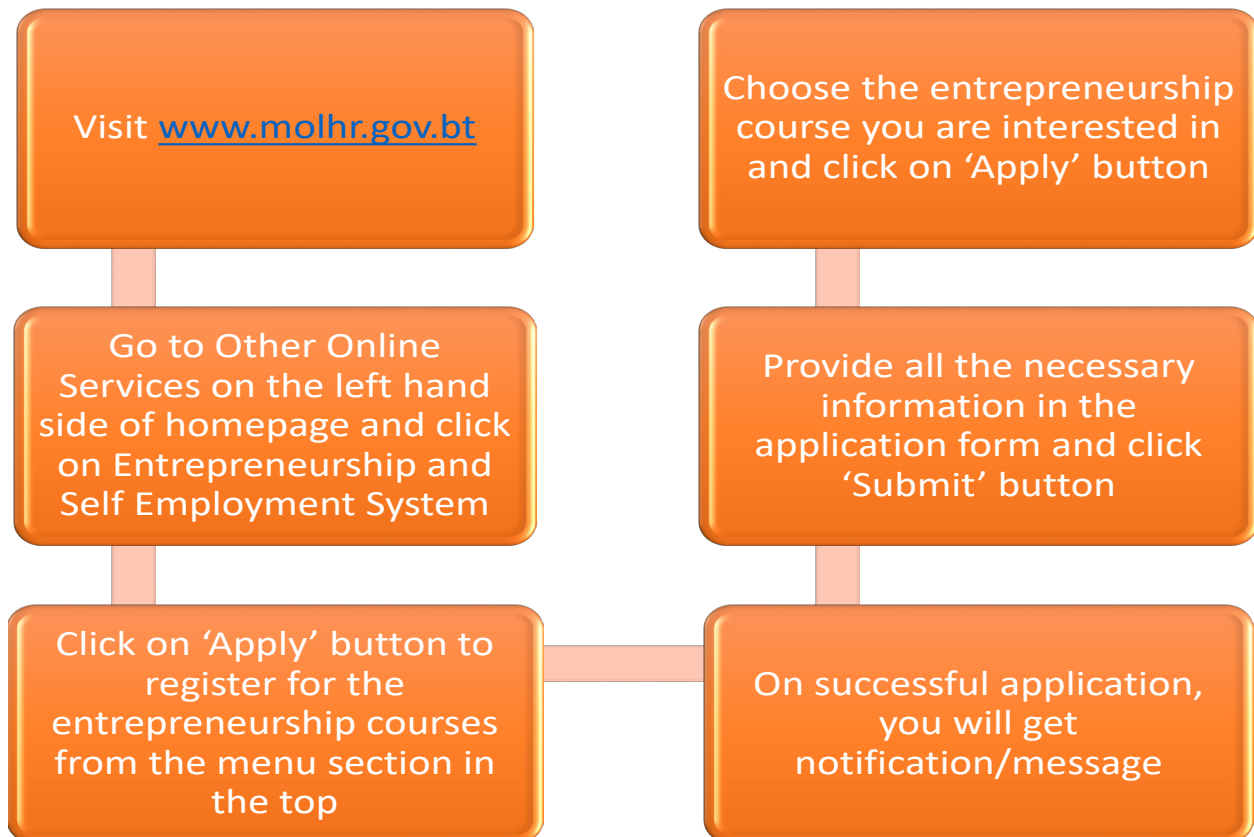 Visit www.molhr.gov.bt
Go to Other Online
Services on the left hand
side of homepage and click
on Entrepreneurship and
Self Employment System
Click on ‘Apply’ button to
register for the
entrepreneurship courses
from the menu section in
the top
Choose the entrepreneurship
course you are interested in
and click on ‘Apply’ button
Provide all the necessary
information in the
application form and click
‘Submit’ button
On successful application,
you will get
notification/message